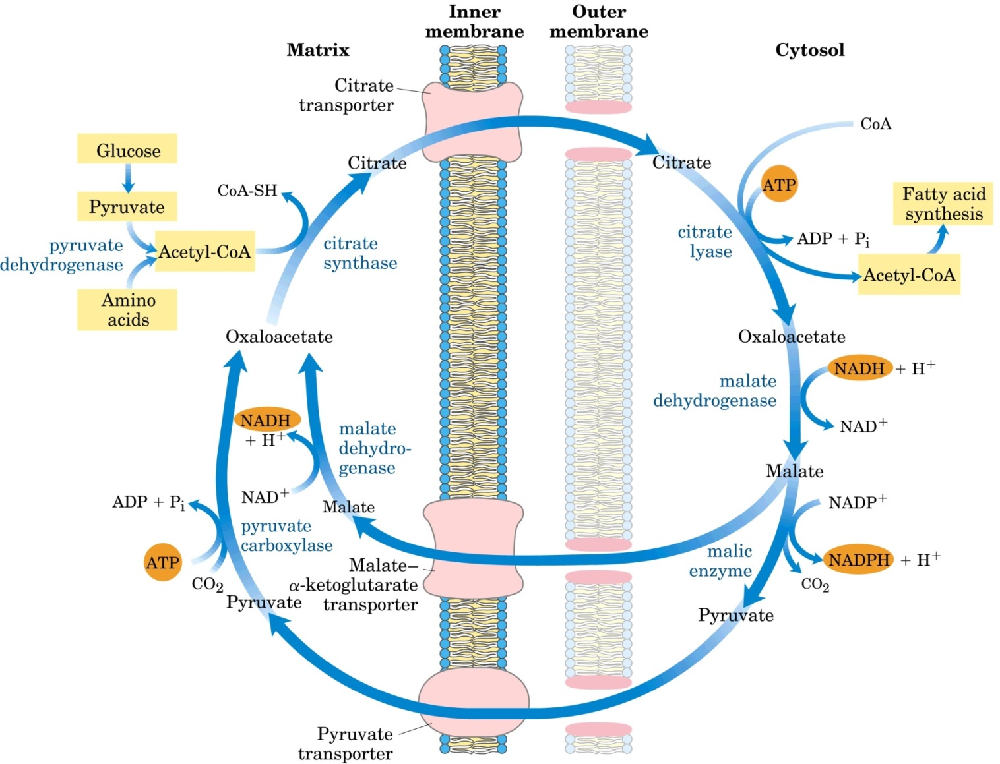 Inner
membrane
Outer
membrane
Matrix
Cytosol
Citrate
transporter
CoA
Glucose
Citrate
Citrate
CoA-SH
ATP
Pyruvate
Fatty acid
synthesis
pyruvate
dehydrogenase
Acetyl-CoA
citrate
synthase
citrate
lyase
ADP + Pi
Acetyl-CoA
Amino
acids
Oxaloacetate
Oxaloacetate
NADH + H+
malate
dehydrogenase
NADH
+ H+
malate
dehydro-
genase
NAD+
Malate
NAD+
ADP + Pi
Malate
NADP+
pyruvate
carboxylase
malic
enzyme
ATP
NADPH + H+
Malate–
α-ketoglutarate
transporter
CO2
CO2
Pyruvate
Pyruvate
Pyruvate
transporter